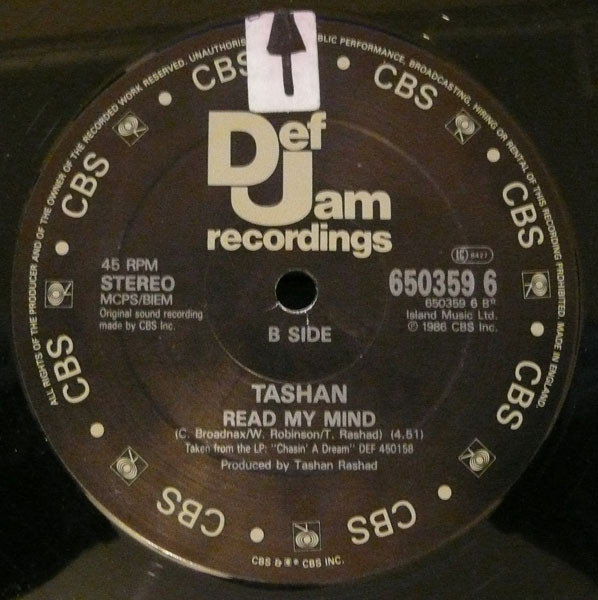 ALL RIGHTS OF THE PRODUCER AND OF THE OWNER OF THE RECORDED WORK RESERVED. UNAUTHORIS
BLIC PERFORMANCE, BROADCASTING, HIRING OR RENTAL OF THIS RECORDING PROHIBITED. MADE IN ENGLAND.
CBS
CBS
CBS
CBS
CBS
CBS
CBS
CBS
Def
Jam
recordings
45 RPM
STEREO
MCPS/BIEM
Original sound recording
made by CBS Inc.
LC 8427
650359 6
650359 6 B°
Island Music Ltd.
℗ 1986 CBS Inc.
B SIDE
TASHAN
READ MY MIND
(C. Broadnax/W. Robinson/T. Rashad) (4.51)
Taken from the LP: "Chasin' A Dream" DEF 450158
Produced by Tashan Rashad
CBS & ® CBS INC.